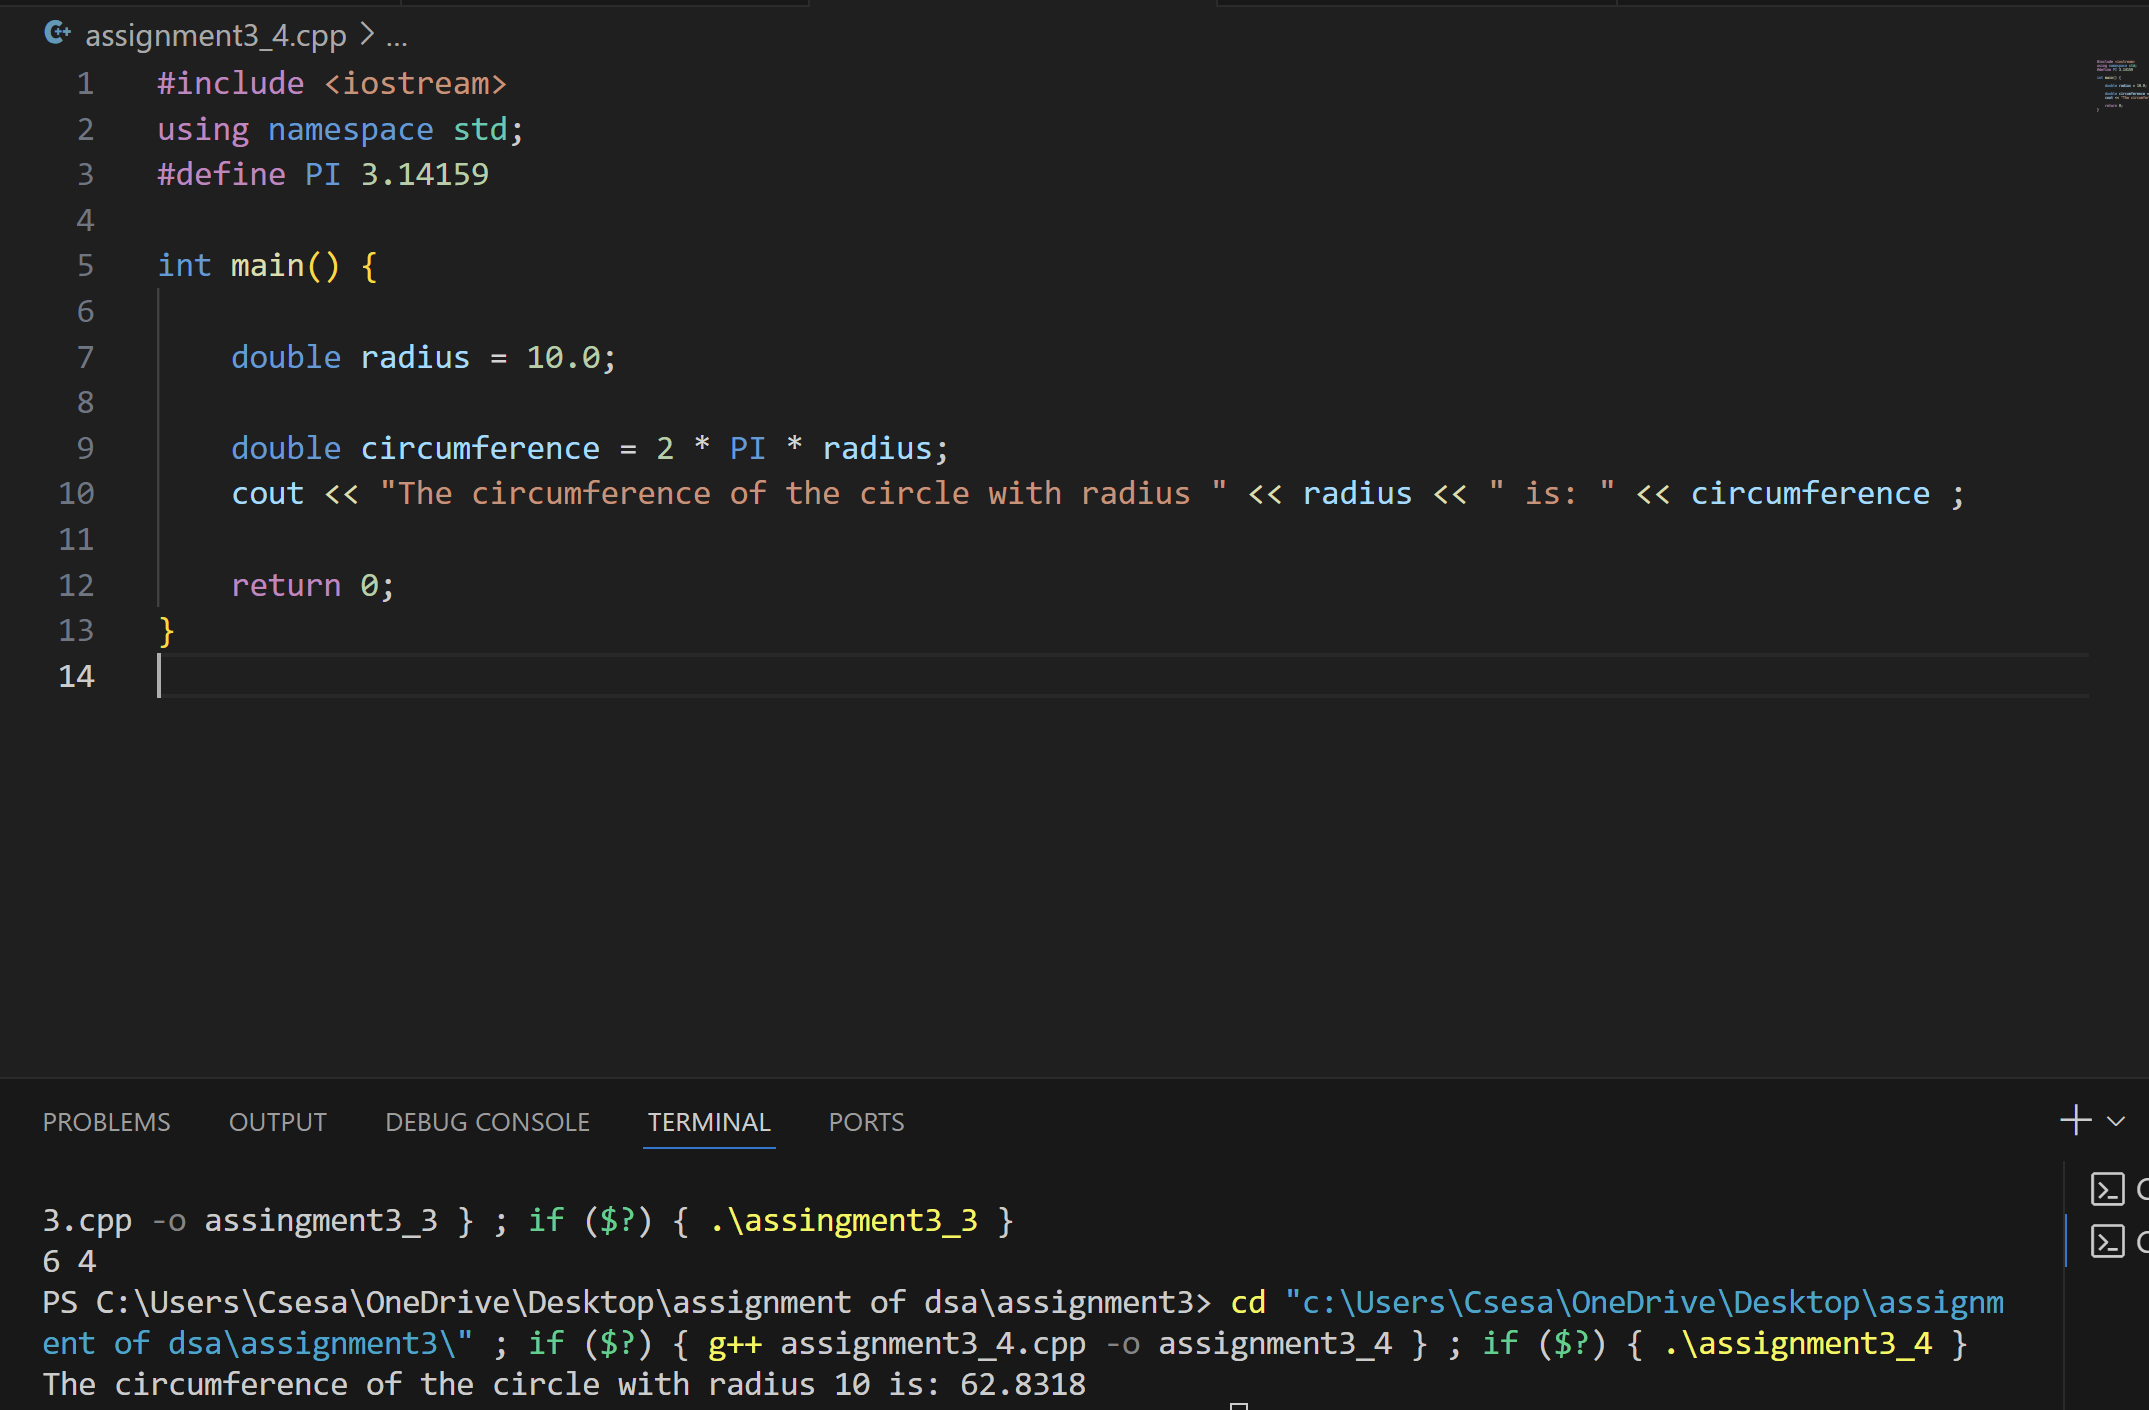 assignment3_4.cpp > ...
1 #include <iostream>
2 using namespace std;
3 #define PI 3.14159
4
5 int main() {
6
7     double radius = 10.0;
8
9     double circumference = 2 * PI * radius;
10     cout << "The circumference of the circle with radius " << radius << " is: " << circumference ;
11
12     return 0;
13 }
14
PROBLEMS OUTPUT DEBUG CONSOLE TERMINAL PORTS
3.cpp -o assingment3_3 } ; if ($?) { .\assingment3_3 }
6 4
PS C:\Users\Csesa\OneDrive\Desktop\assignment of dsa\assignment3> cd "c:\Users\Csesa\OneDrive\Desktop\assignm
ent of dsa\assignment3\" ; if ($?) { g++ assignment3_4.cpp -o assignment3_4 } ; if ($?) { .\assignment3_4 }
The circumference of the circle with radius 10 is: 62.8318